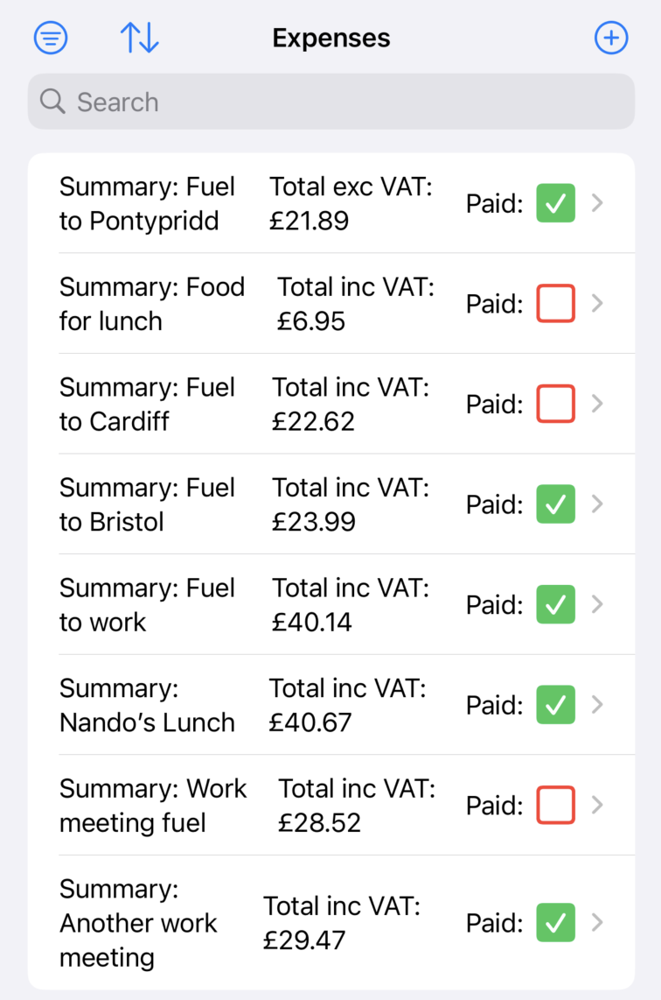 Expenses
Search
Summary: Fuel
to Pontypridd
Total exc VAT:
£21.89
Paid:
Summary: Food
for lunch
Total inc VAT:
£6.95
Paid:
Summary: Fuel
to Cardiff
Total inc VAT:
£22.62
Paid:
Summary: Fuel
to Bristol
Total inc VAT:
£23.99
Paid:
Summary: Fuel
to work
Total inc VAT:
£40.14
Paid:
Summary:
Nando’s Lunch
Total inc VAT:
£40.67
Paid:
Summary: Work
meeting fuel
Total inc VAT:
£28.52
Paid:
Summary:
Another work
meeting
Total inc VAT:
£29.47
Paid: